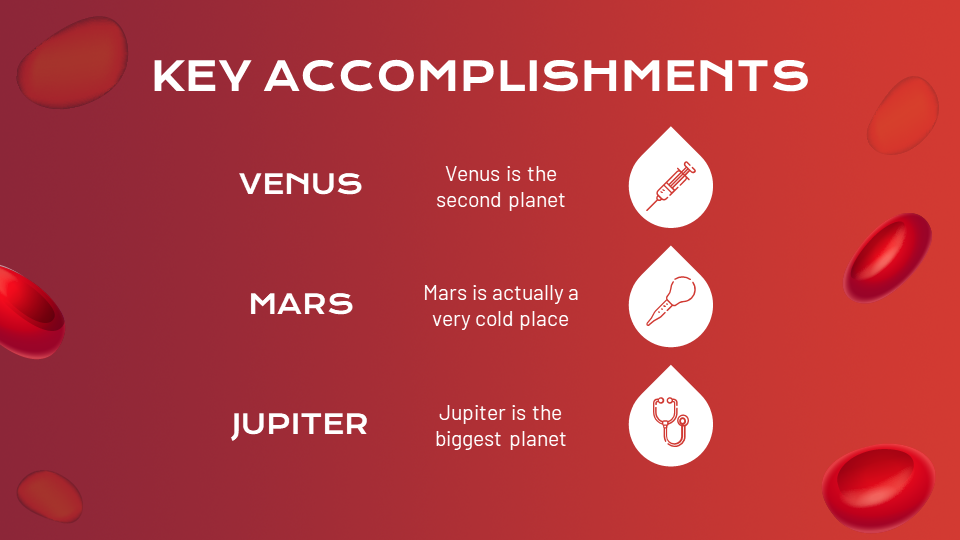 KEY ACCOMPLISHMENTS
VENUS
Venus is the
second planet
MARS
Mars is actually a
very cold place
JUPITER
Jupiter is the
biggest planet